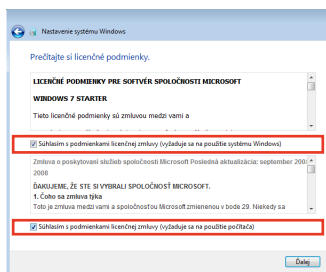 Nastavenie systému Windows
Prečítajte si licenčné podmienky.
LICENČNÉ PODMIENKY PRE SOFTVÉR SPOLOČNOSTI MICROSOFT
WINDOWS 7 STARTER
Tieto licenčné podmienky sú zmluvou medzi vami a
Súhlasím s podmienkami licenčnej zmluvy (vyžaduje sa na použitie systému Windows)
Zmluva o poskytovaní služieb spoločnosti Microsoft Posledná aktualizácia: september 2008
2008
ĎAKUJEME, ŽE STE SI VYBRALI SPOLOČNOSŤ MICROSOFT.
1. Čoho sa zmluva týka
Toto je zmluva medzi vami a spoločnosťou Microsoft zmienenou v bode 29. Niekedy sa
Súhlasím s podmienkami licenčnej zmluvy (vyžaduje sa na použitie počítača)
Ďalej